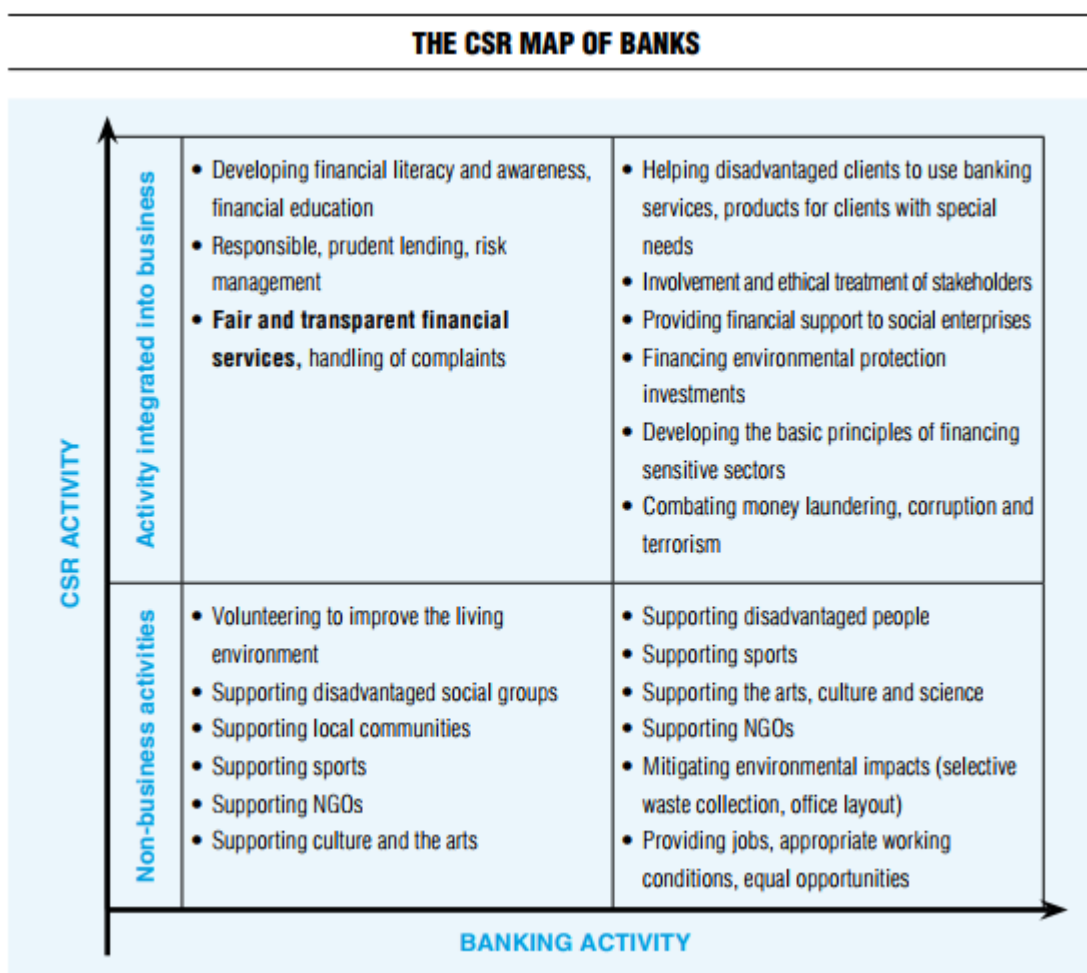 THE CSR MAP OF BANKS
CSR ACTIVITY
Activity integrated into business
• Developing financial literacy and awareness,
financial education
• Responsible, prudent lending, risk
management
• Fair and transparent financial
services, handling of complaints
• Helping disadvantaged clients to use banking
services, products for clients with special
needs
• Involvement and ethical treatment of stakeholders
• Providing financial support to social enterprises
• Financing environmental protection
investments
• Developing the basic principles of financing
sensitive sectors
• Combating money laundering, corruption and
terrorism
Non-business activities
• Volunteering to improve the living
environment
• Supporting disadvantaged social groups
• Supporting local communities
• Supporting sports
• Supporting NGOs
• Supporting culture and the arts
• Supporting disadvantaged people
• Supporting sports
• Supporting the arts, culture and science
• Supporting NGOs
• Mitigating environmental impacts (selective
waste collection, office layout)
• Providing jobs, appropriate working
conditions, equal opportunities
BANKING ACTIVITY